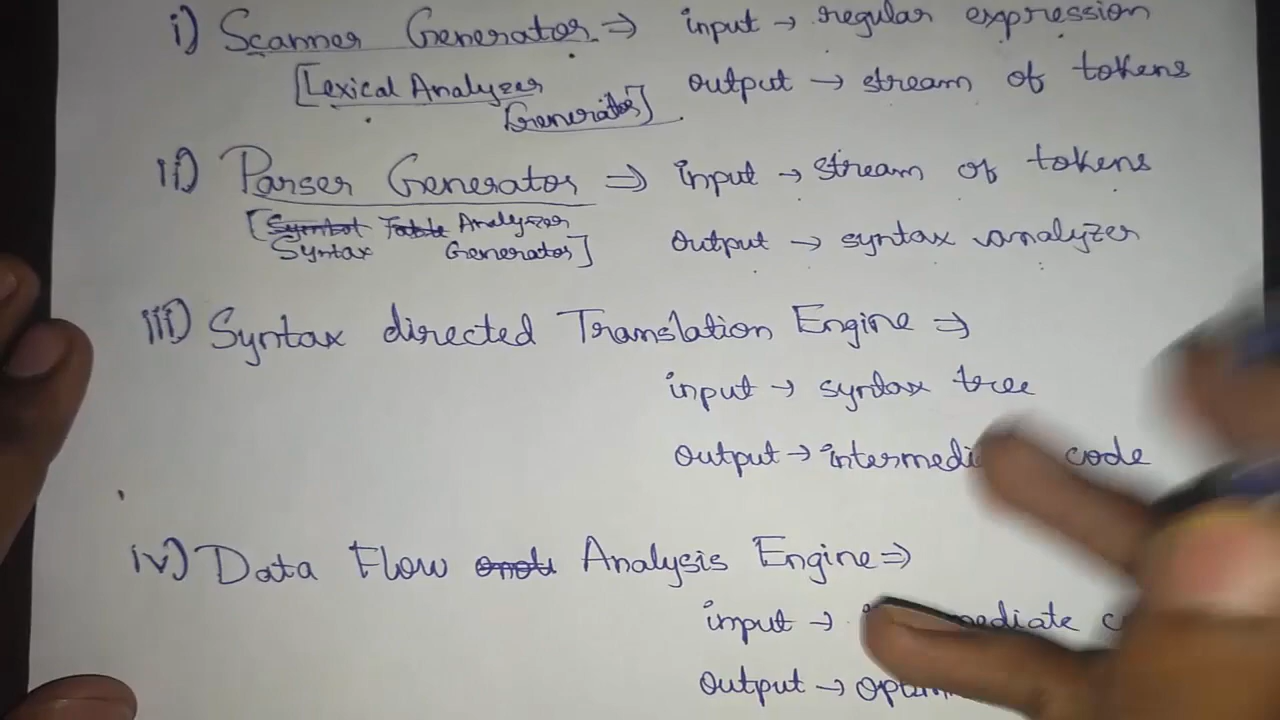 i) Scanner Generator ⇒ input → regular expression
[Lexical Analyzer Generator] output → stream of tokens
ii) Parser Generator ⇒ input → stream of tokens
[Symbol Table Analyzer
Syntax Generator] output → syntax analyzer
iii) Syntax directed Translation Engine ⇒
input → syntax tree
output → code
iv) Data Flow Analysis Engine ⇒
input →
output →